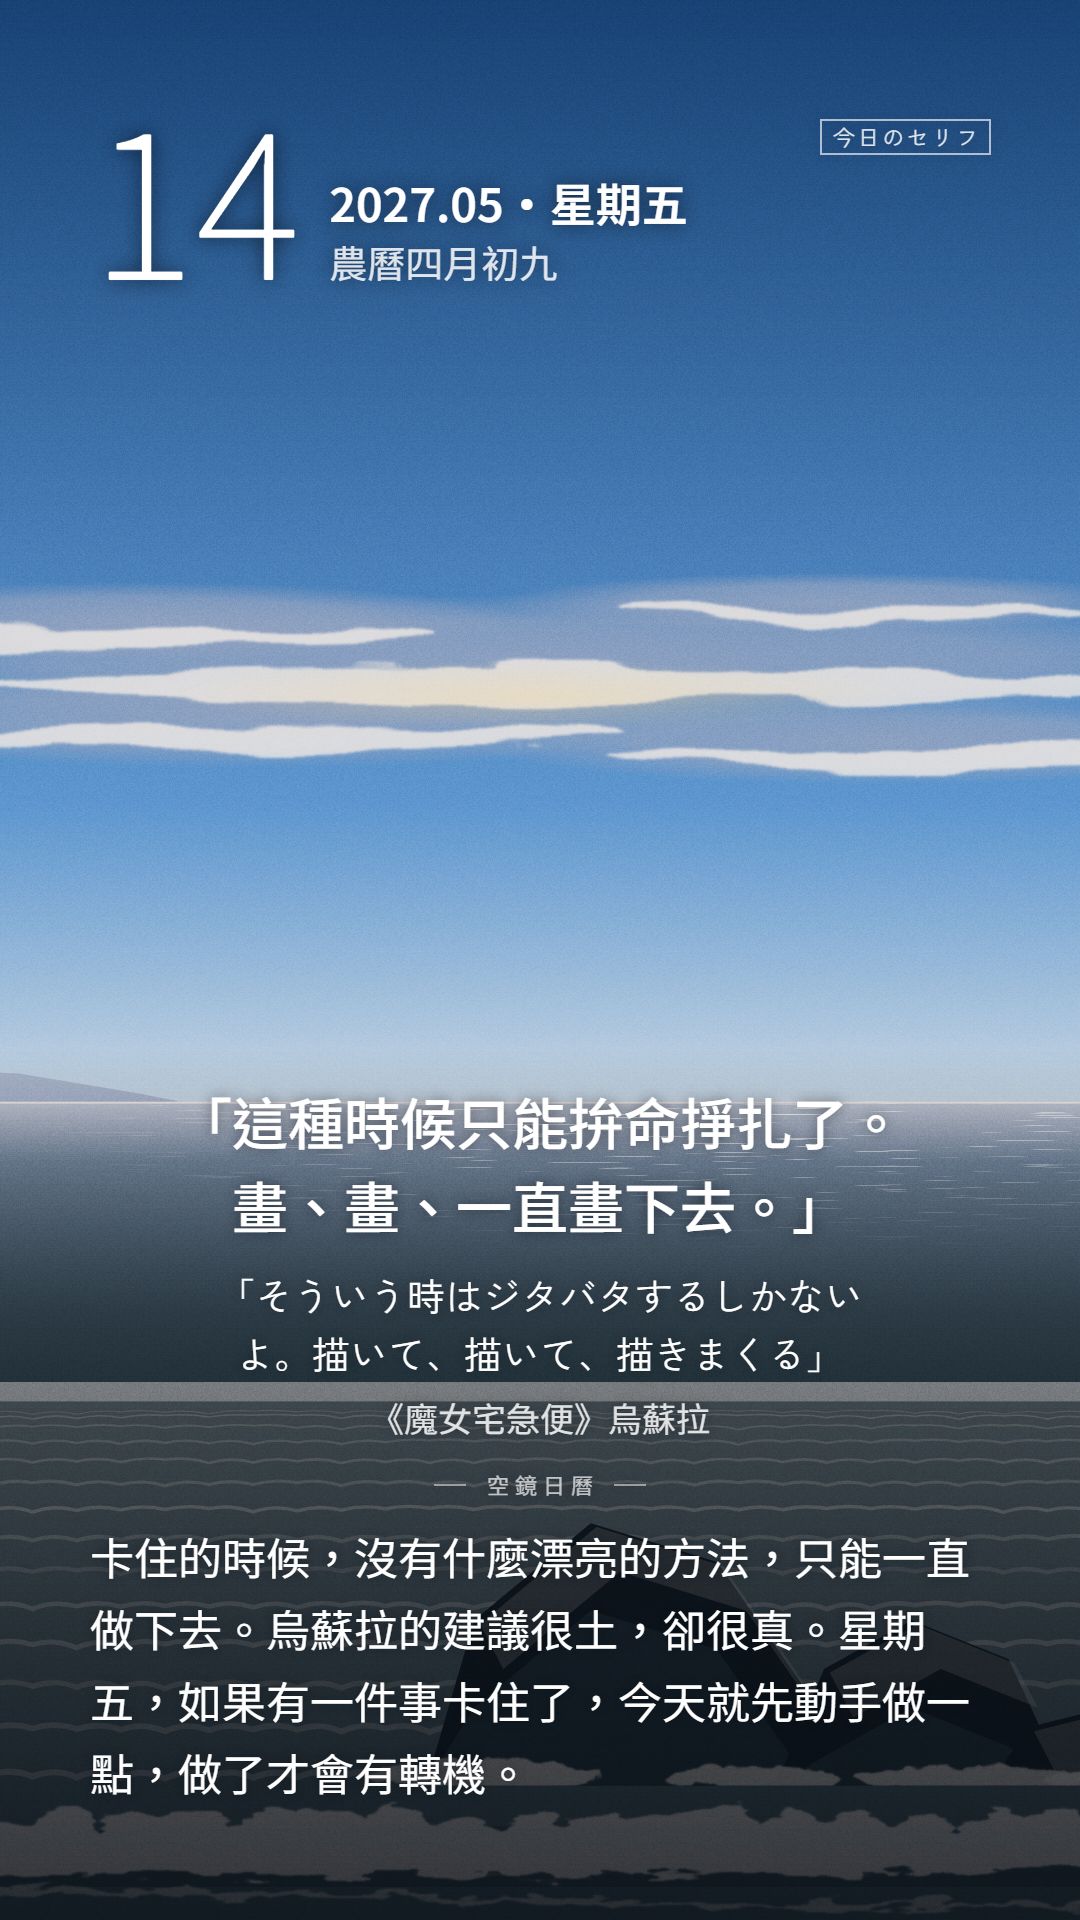 14
今日のセリフ
2027.05・星期五
農曆四月初九
「這種時候只能拚命掙扎了。
畫、畫、一直畫下去。」
「そういう時はジタバタするしかない
よ。描いて、描いて、描きまくる」
《魔女宅急便》烏蘇拉
— 空鏡日曆 —
卡住的時候，沒有什麼漂亮的方法，只能一直
做下去。烏蘇拉的建議很土，卻很真。星期
五，如果有一件事卡住了，今天就先動手做一
點，做了才會有轉機。